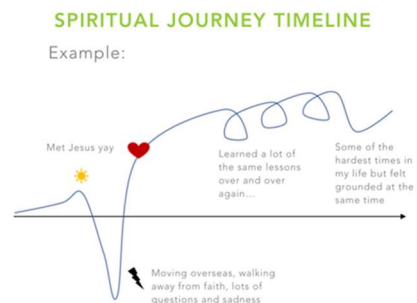 SPIRITUAL JOURNEY TIMELINE
Example:
Met Jesus yay
Learned a lot of
the same lessons
over and over
again...
Some of the
hardest times in
my life but felt
grounded at the
same time
Moving overseas, walking
away from faith, lots of
questions and sadness